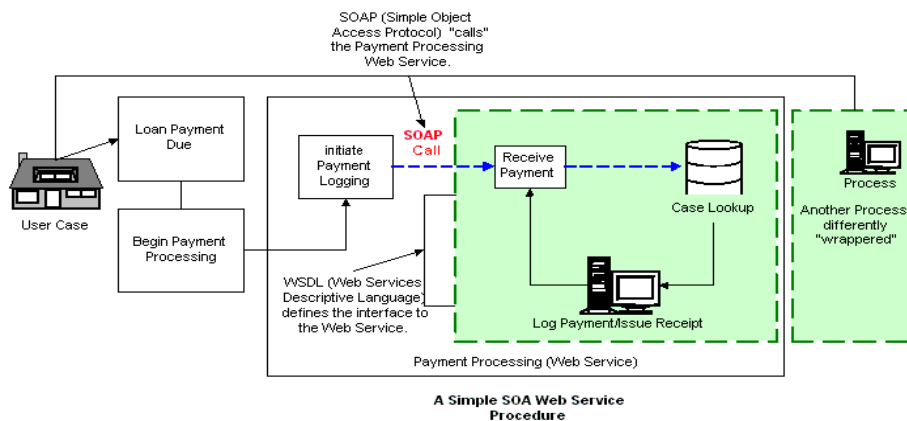 SOAP (Simple Object
Access Protocol) "calls"
the Payment Processing
Web Service.
Loan Payment
Due
User Case
Begin Payment
Processing
initiate
Payment
Logging
SOAP
Call
Receive
Payment
Case Lookup
WSDL (Web Services
Descriptive Language)
defines the interface to
the Web Service.
Log Payment/Issue Receipt
Payment Processing (Web Service)
Process
Another Process
differently
"wrappered"
A Simple SOA Web Service
Procedure